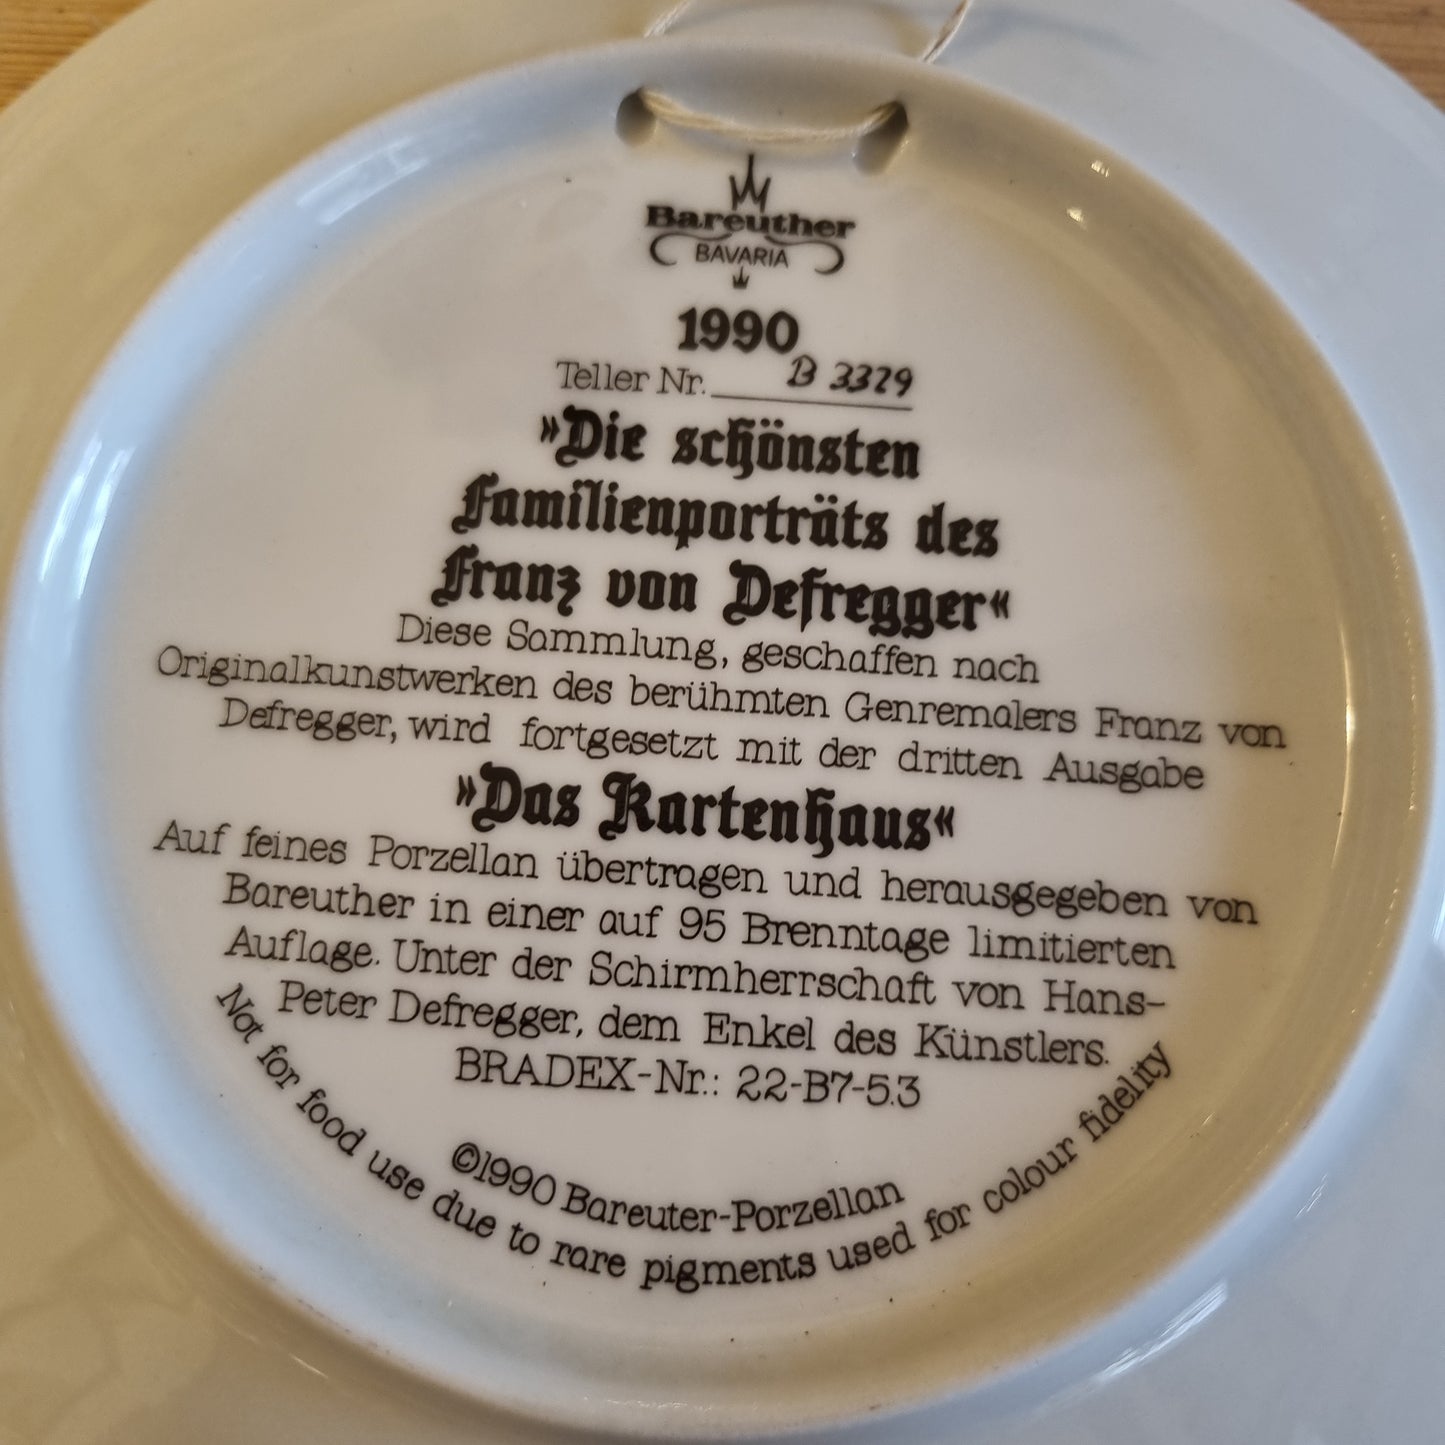 Bareuther
BAVARIA
1990
Teller Nr. B 3329
»Die schönsten
Familienporträts des
Franz von Defregger«
Diese Sammlung, geschaffen nach
Originalkunstwerken des berühmten Genremalers Franz von
Defregger, wird fortgesetzt mit der dritten Ausgabe
»Das Kartenhaus«
Auf feines Porzellan übertragen und herausgegeben von
Bareuther in einer auf 95 Brenntage limitierten
Auflage. Unter der Schirmherrschaft von Hans-
Peter Defregger, dem Enkel des Künstlers.
BRADEX-Nr.: 22-B7-5.3
©1990 Bareuter-Porzellan
Not for food use due to rare pigments used for colour fidelity